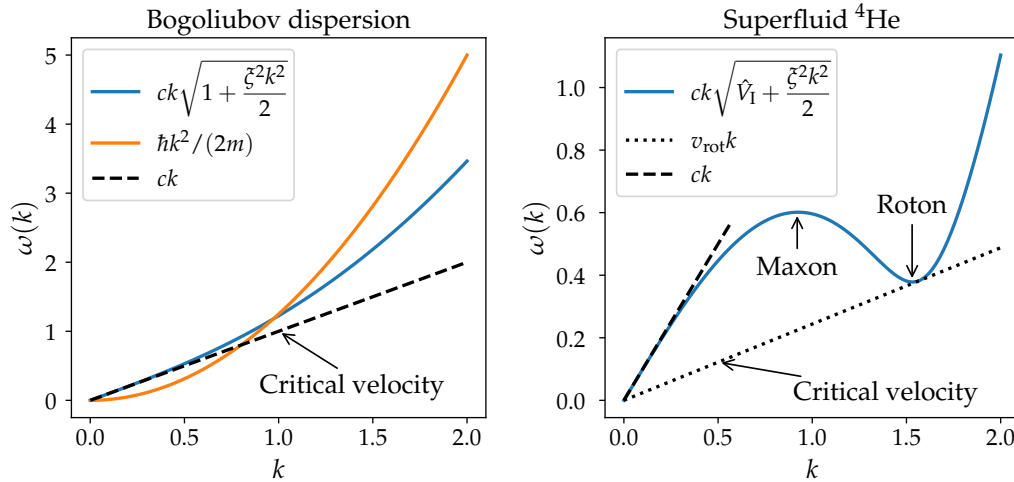 Bogoliubov dispersion
ck√(1 + ξ²k²/2)
ħk²/(2m)
ck
Critical velocity
ω(k)
5
4
3
2
1
0
0.0 0.5 1.0 1.5 2.0
k
Superfluid ⁴He
ck√(V̂_I + ξ²k²/2)
v_rot k
ck
Roton
Maxon
Critical velocity
ω(k)
1.0
0.8
0.6
0.4
0.2
0.0
0.0 0.5 1.0 1.5 2.0
k